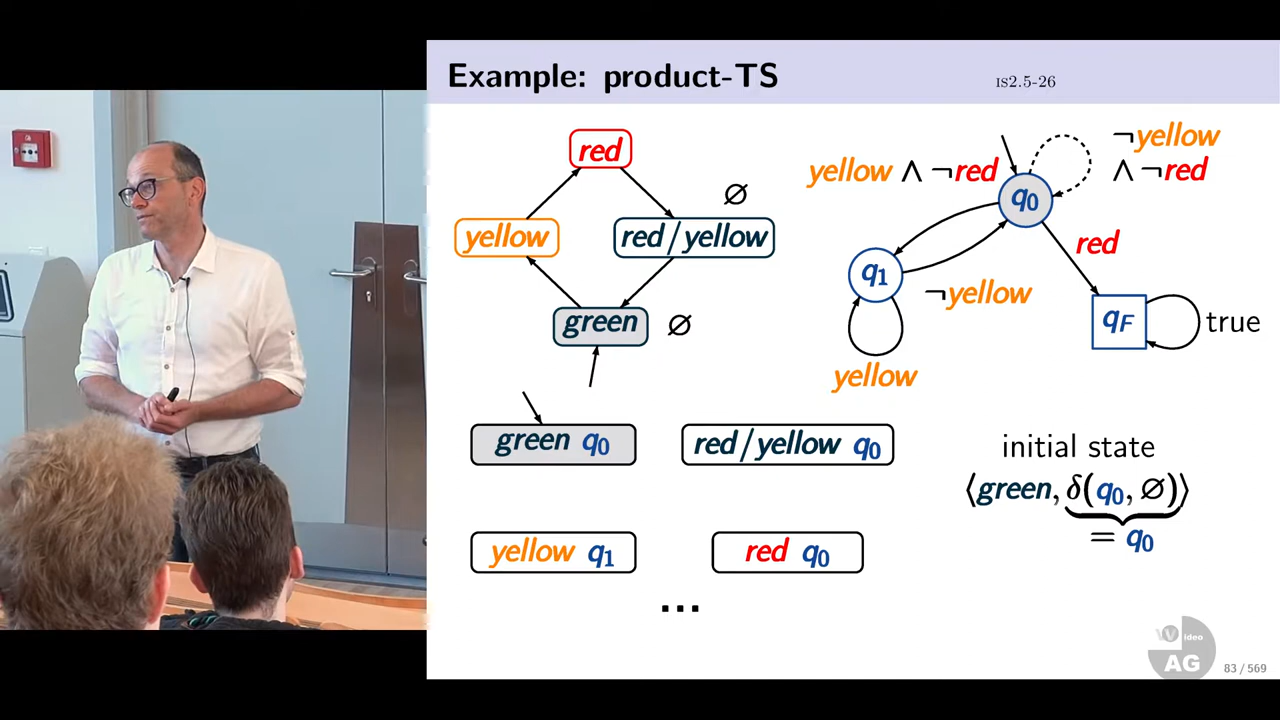 Example: product-TS
IS2.5-26
red
∅
yellow
red/yellow
green
∅
yellow ∧ ¬red
¬yellow
∧ ¬red
q0
red
q1
¬yellow
qF
true
yellow
green q0
red/yellow q0
yellow q1
red q0
...
initial state
⟨green, δ(q0, ∅)⟩
= q0
Video
AG
83 / 569